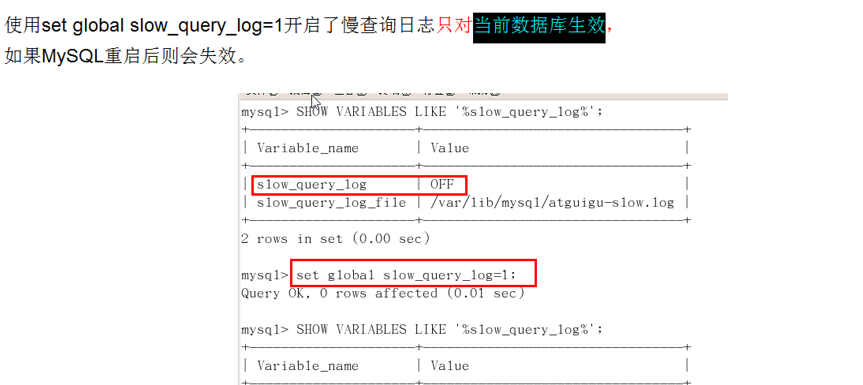 使用set global slow_query_log=1开启了慢查询日志只对当前数据库生效，
如果MySQL重启后则会失效。
mysql> SHOW VARIABLES LIKE '%slow_query_log%';
+---------------------+--------------------------------+
| Variable_name | Value |
+---------------------+--------------------------------+
| slow_query_log | OFF |
| slow_query_log_file | /var/lib/mysql/atguigu-slow.log |
+---------------------+--------------------------------+
2 rows in set (0.00 sec)
mysql> set global slow_query_log=1;
Query OK, 0 rows affected (0.01 sec)
mysql> SHOW VARIABLES LIKE '%slow_query_log%';
+---------------------+--------------------------------+
| Variable_name | Value |
+---------------------+--------------------------------+